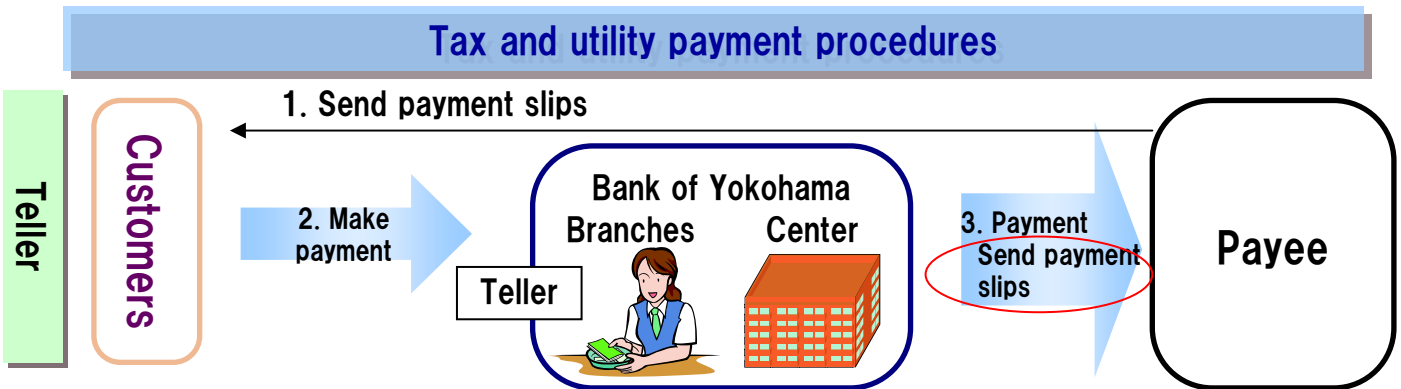 Tax and utility payment procedures
Teller
Customers
1. Send payment slips
2. Make
payment
Bank of Yokohama
Branches Center
Teller
3. Payment
Send payment
slips
Payee